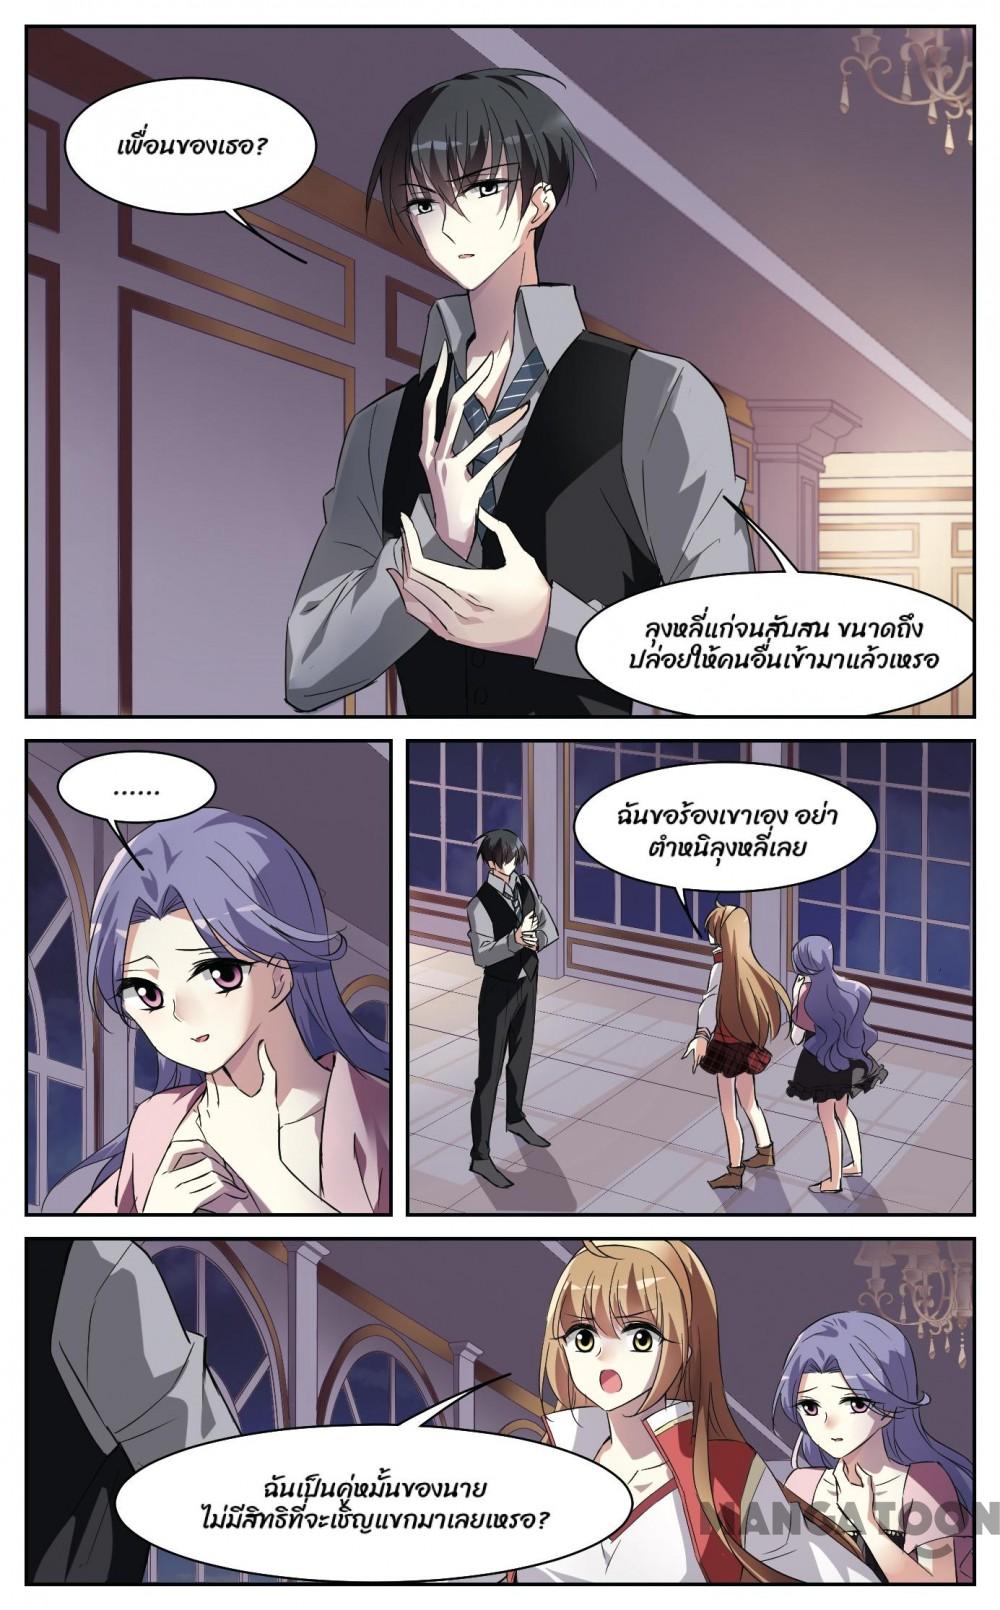 เพื่อนของเธอ?
ลุงหลี่แก่จนสับสน ขนาดถึง
ปล่อยให้คนอื่นเข้ามาแล้วเหรอ
......
ฉันขอร้องเขาเอง อย่า
ตำหนิลุงหลี่เลย
ฉันเป็นคู่หมั้นของนาย
ไม่มีสิทธิที่จะเชิญแขกมาเลยเหรอ?
MANGATOON